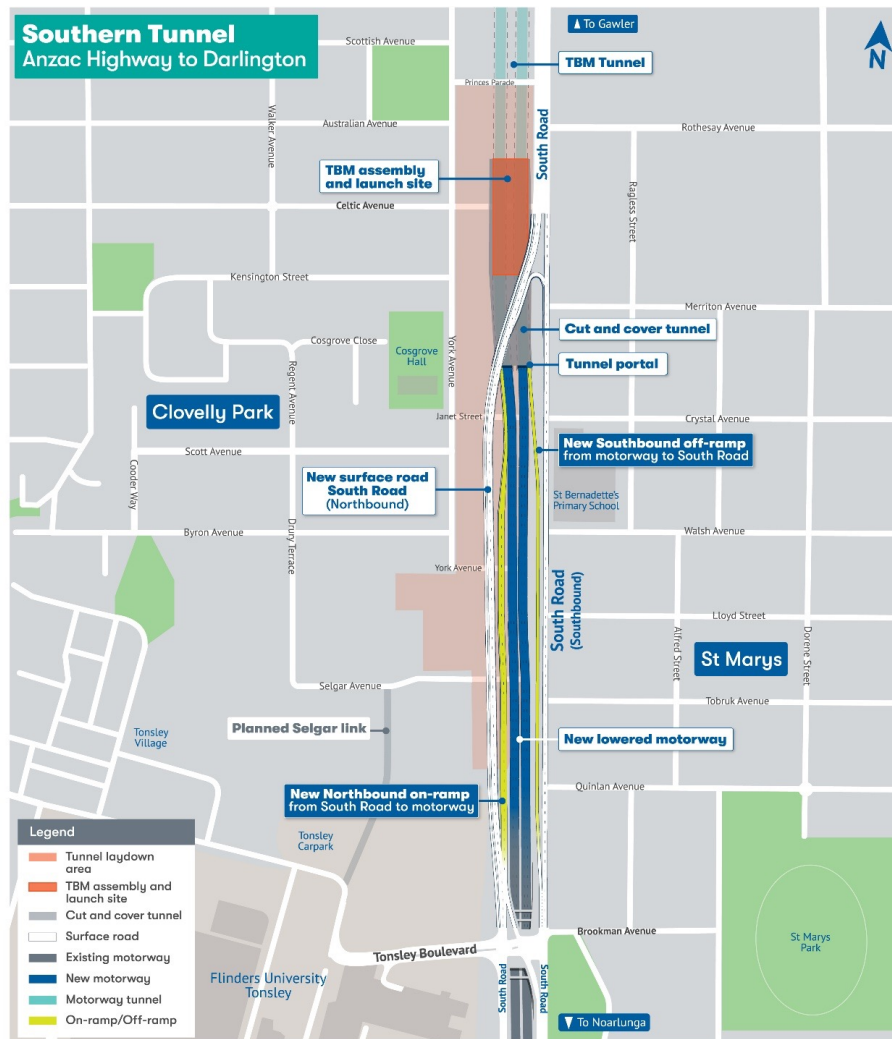 Southern Tunnel
Anzac Highway to Darlington
To Gawler
N
Scottish Avenue
TBM Tunnel
Princes Parade
Walker Avenue
Australian Avenue
South Road
Rothesay Avenue
TBM assembly
and launch site
Ragless Street
Celtic Avenue
Kensington Street
Merriton Avenue
Cut and cover tunnel
Cosgrove Close
York Avenue
Cosgrove
Hall
Tunnel portal
Regent Avenue
Clovelly Park
Janet Street
Crystal Avenue
New Southbound off-ramp
from motorway to South Road
Scott Avenue
Cooder Way
New surface road
South Road
(Northbound)
St Bernadette's
Primary School
Byron Avenue
Drury Terrace
Walsh Avenue
York Avenue
South Road
(Southbound)
Lloyd Street
Alfred Street
Dorene Street
St Marys
Selgar Avenue
Tobruk Avenue
Planned Selgar link
Tonsley
Village
New lowered motorway
Quinlan Avenue
New Northbound on-ramp
from South Road to motorway
Tonsley
Carpark
Legend
Tunnel laydown
area
TBM assembly and
launch site
Cut and cover tunnel
Surface road
Existing motorway
New motorway
Motorway tunnel
On-ramp/Off-ramp
Brookman Avenue
St Marys
Park
Tonsley Boulevard
Flinders University
Tonsley
South Road
South Road
To Noarlunga